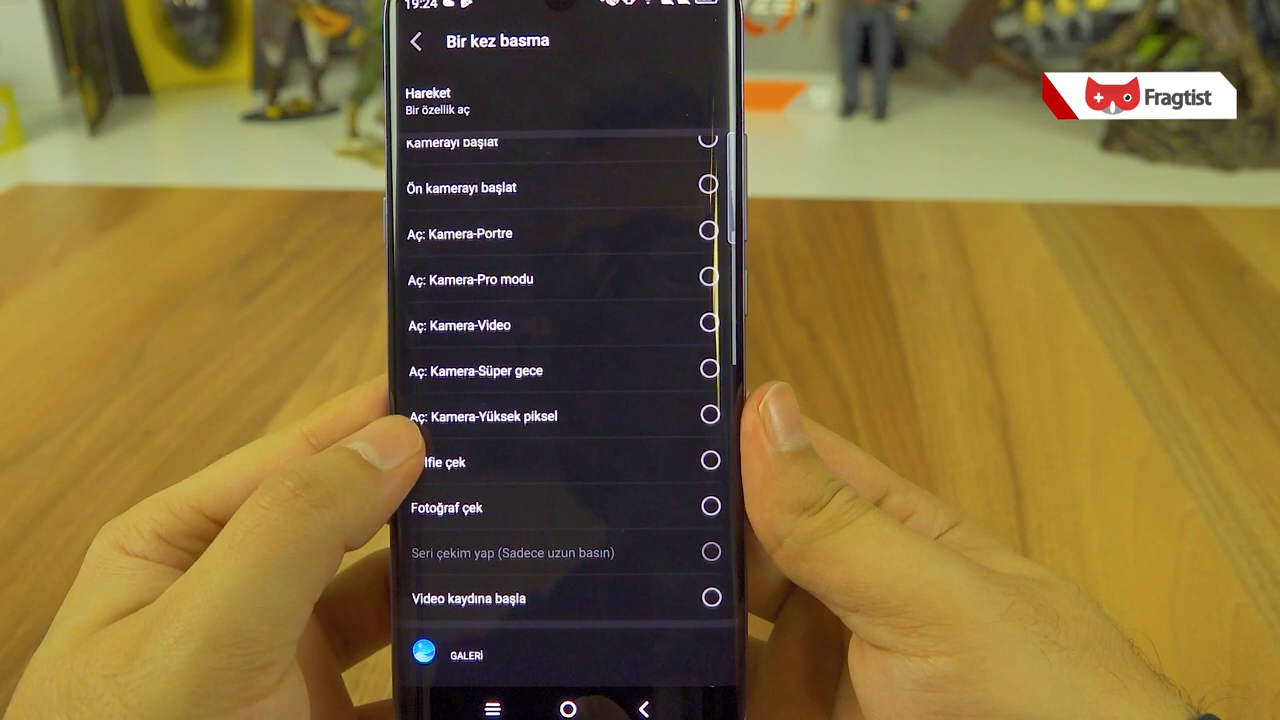 19:24
Bir kez basma
Hareket
Bir özellik aç
Kamerayı başlat
Ön kamerayı başlat
Aç: Kamera-Portre
Aç: Kamera-Pro modu
Aç: Kamera-Video
Aç: Kamera-Süper gece
Aç: Kamera-Yüksek piksel
lfie çek
Fotoğraf çek
Seri çekim yap (Sadece uzun basın)
Video kaydına başla
GALERİ
Fragtist